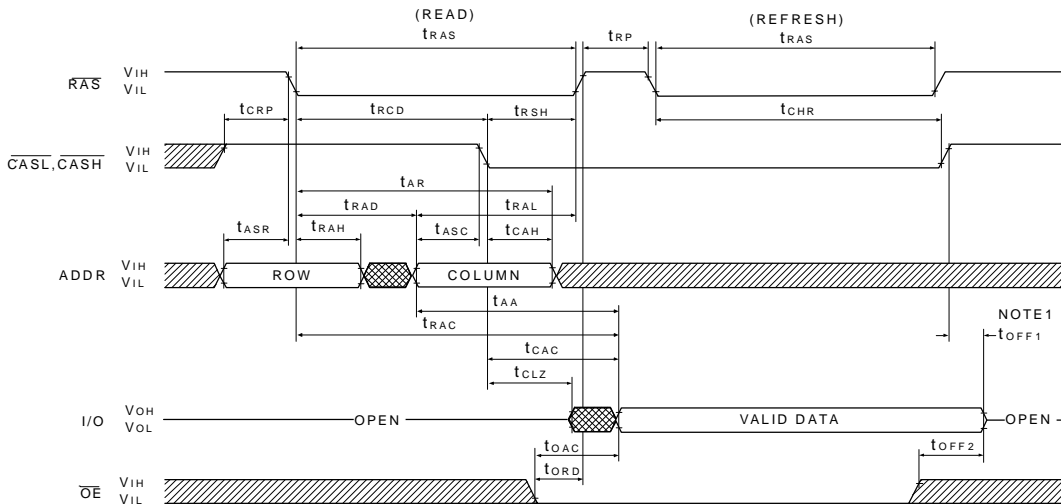 (READ) (REFRESH)
tRAS tRP tRAS
RAS VIH
VIL
tCRP tRCD tRSH tCHR
CASL,CASH VIH
VIL
tAR
tRAD tRAL
tASR tRAH tASC tCAH
ADDR VIH
VIL
ROW COLUMN
tAA
NOTE1
tRAC tOFF1
tCAC
tCLZ
I/O VOH
VOL
OPEN VALID DATA OPEN
tOAC tOFF2
tORD
OE VIH
VIL